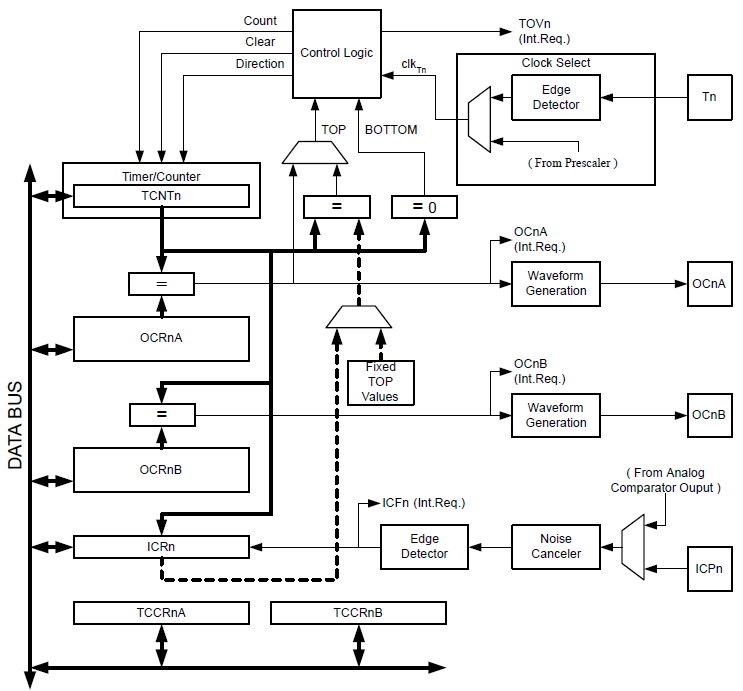 Count
TOVn
(Int.Req.)
Clear
Control Logic
Direction
clkTn
Clock Select
Edge
Detector
Tn
TOP
BOTTOM
( From Prescaler )
Timer/Counter
TCNTn
=
= 0
OCnA
(Int.Req.)
=
Waveform
Generation
OCnA
OCRnA
Fixed
TOP
Values
OCnB
(Int.Req.)
=
Waveform
Generation
OCnB
DATA BUS
OCRnB
( From Analog
Comparator Ouput )
ICFn (Int.Req.)
ICRn
Edge
Detector
Noise
Canceler
ICPn
TCCRnA
TCCRnB